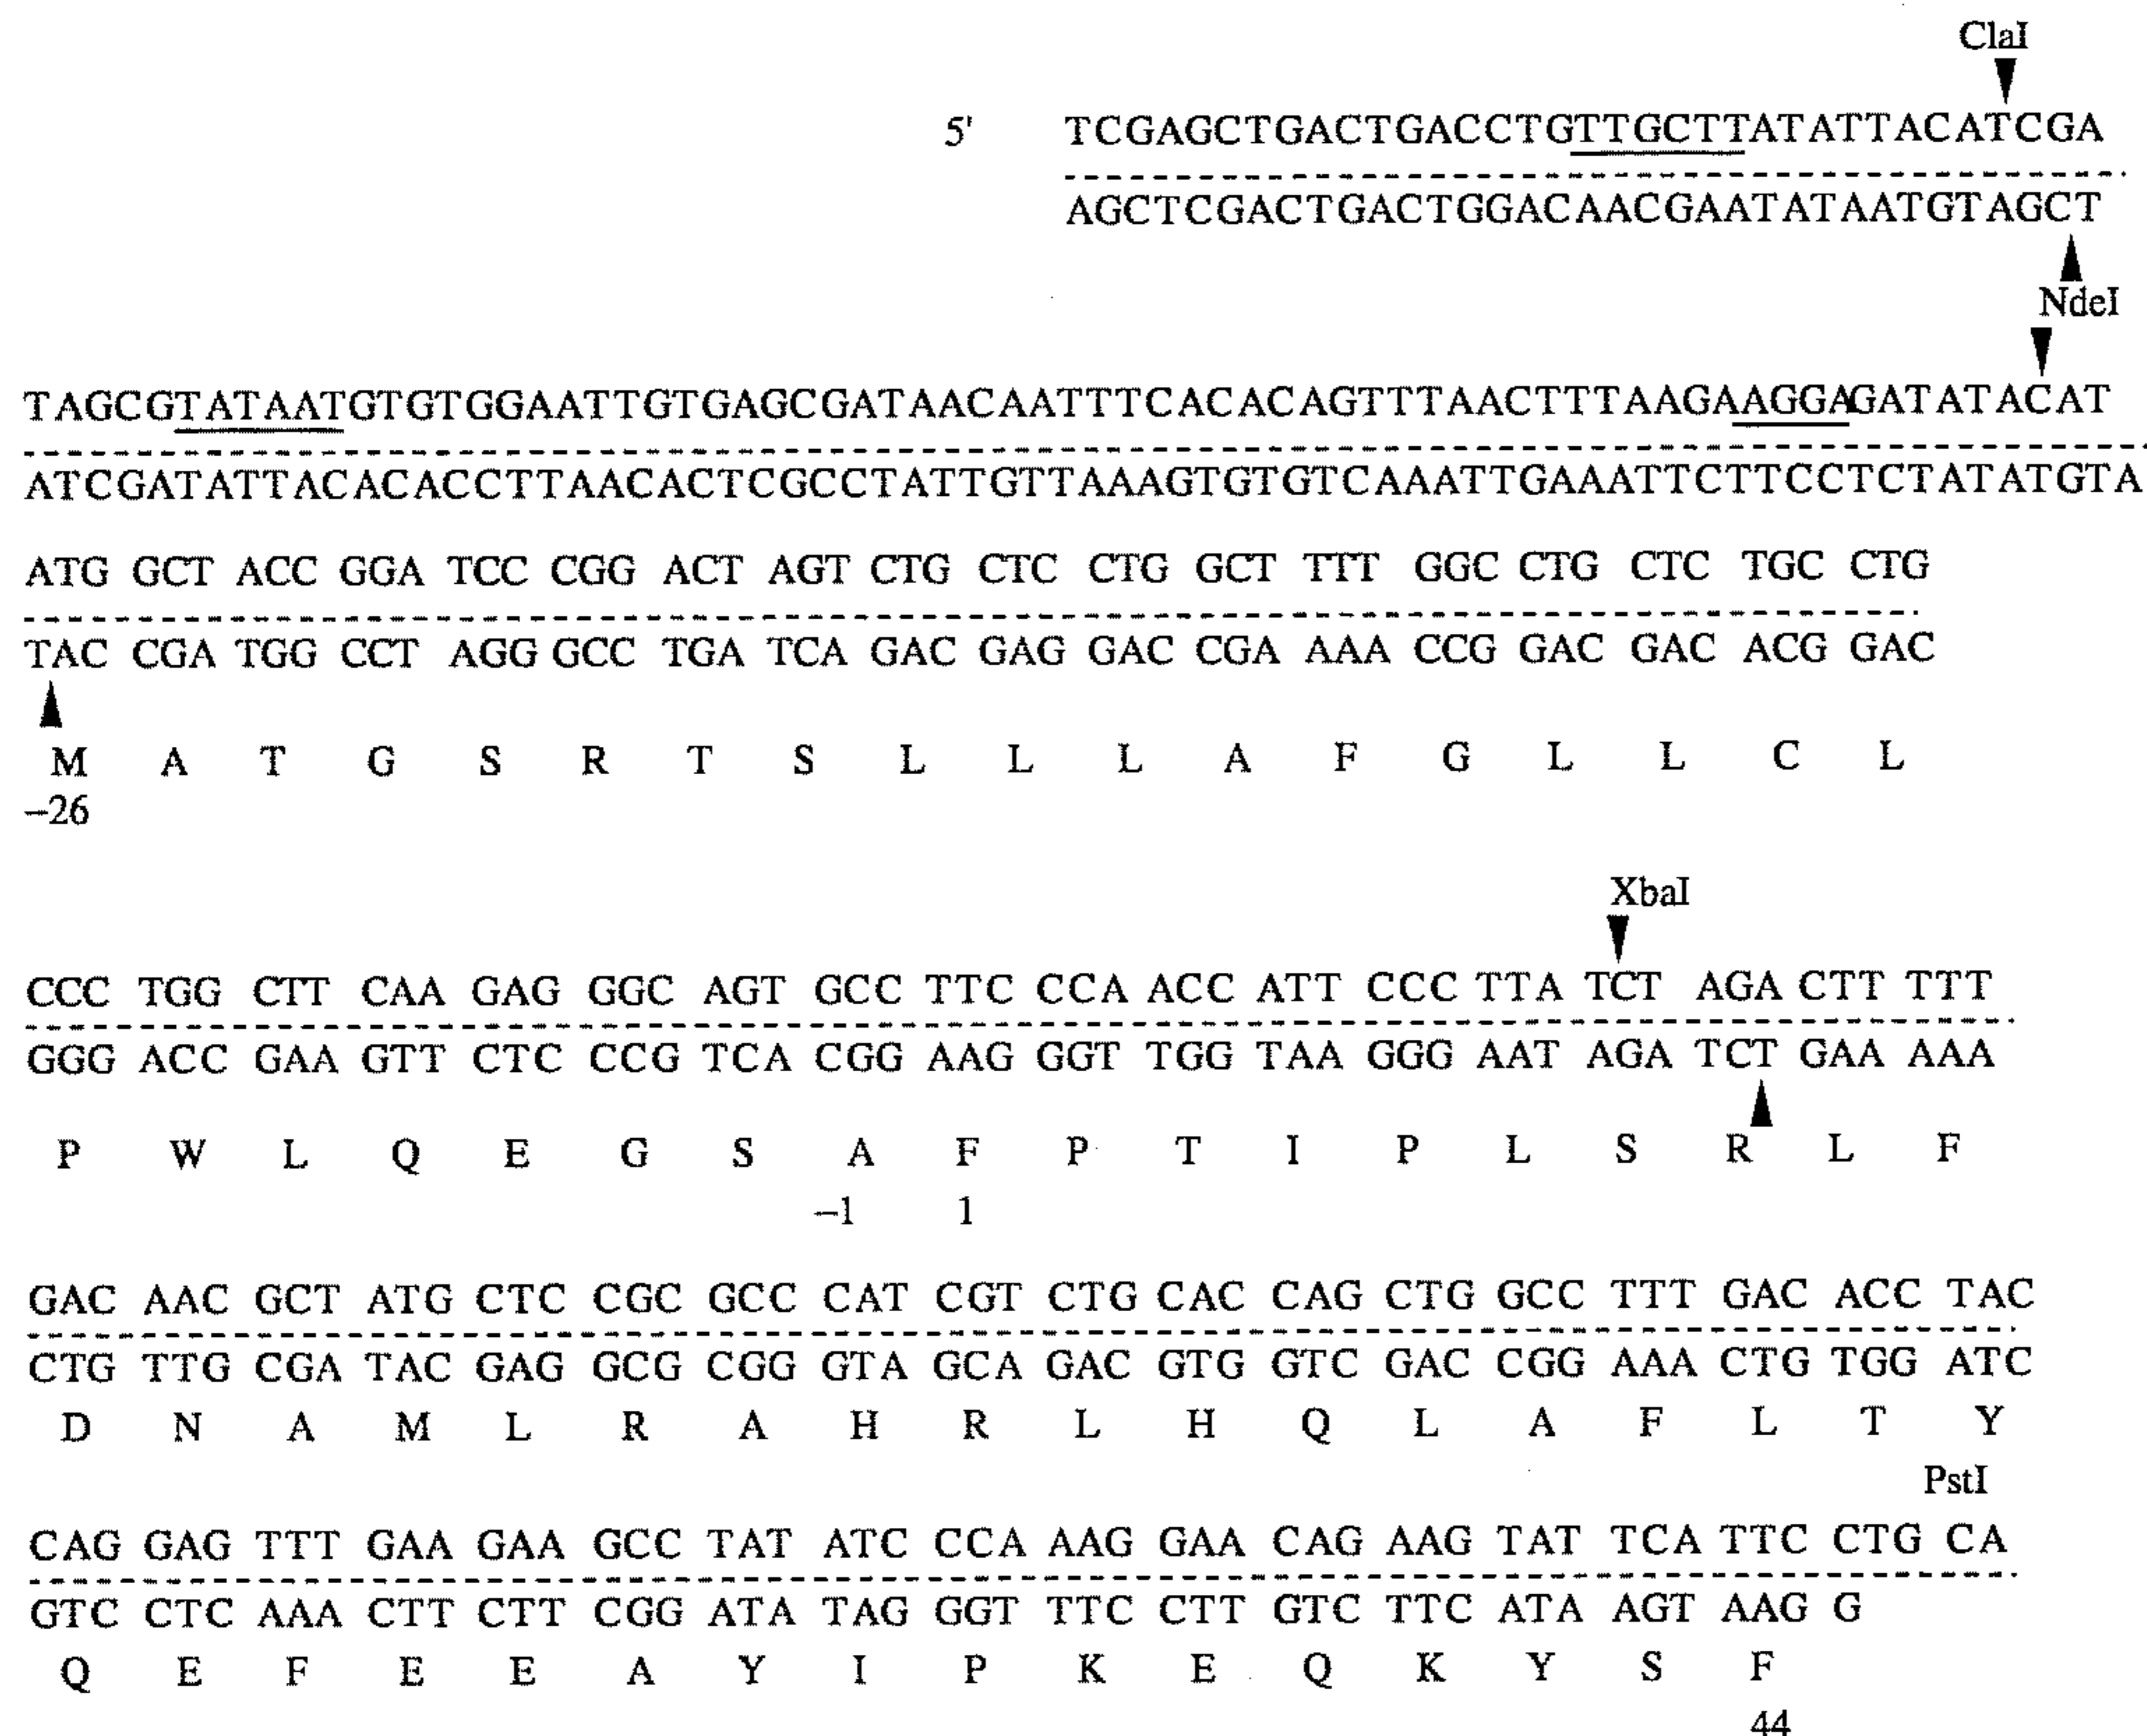 ClaI
5' TCGAGCTGACTGACCTGTTGCTTATATTACATCGA
AGCTCGACTGACTGGACAACGAATATAATGTAGCT
NdeI
TAGCGTATAATGTGTGGAATTGTGAGCGATAACAATTTCACACAGTTTAACTTTAAGAAGGAGATATACAT
ATCGATATTACACACCTTAACACTCGCCTATTGTTAAAGTGTGTCAAATTGAAATTCTTCCTCTATATGTA
ATG GCT ACC GGA TCC CGG ACT AGT CTG CTC CTG GCT TTT GGC CTG CTC TGC CTG
TAC CGA TGG CCT AGG GCC TGA TCA GAC GAG GAC CGA AAA CCG GAC GAC ACG GAC
M A T G S R T S L L L A F G L L C L
–26
XbaI
CCC TGG CTT CAA GAG GGC AGT GCC TTC CCA ACC ATT CCC TTA TCT AGA CTT TTT
GGG ACC GAA GTT CTC CCG TCA CGG AAG GGT TGG TAA GGG AAT AGA TCT GAA AAA
P W L Q E G S A F P T I P L S R L F
–1 1
GAC AAC GCT ATG CTC CGC GCC CAT CGT CTG CAC CAG CTG GCC TTT GAC ACC TAC
CTG TTG CGA TAC GAG GCG CGG GTA GCA GAC GTG GTC GAC CGG AAA CTG TGG ATC
D N A M L R A H R L H Q L A F L T Y
PstI
CAG GAG TTT GAA GAA GCC TAT ATC CCA AAG GAA CAG AAG TAT TCA TTC CTG CA
GTC CTC AAA CTT CTT CGG ATA TAG GGT TTC CTT GTC TTC ATA AGT AAG G
Q E F E E A Y I P K E Q K Y S F
44